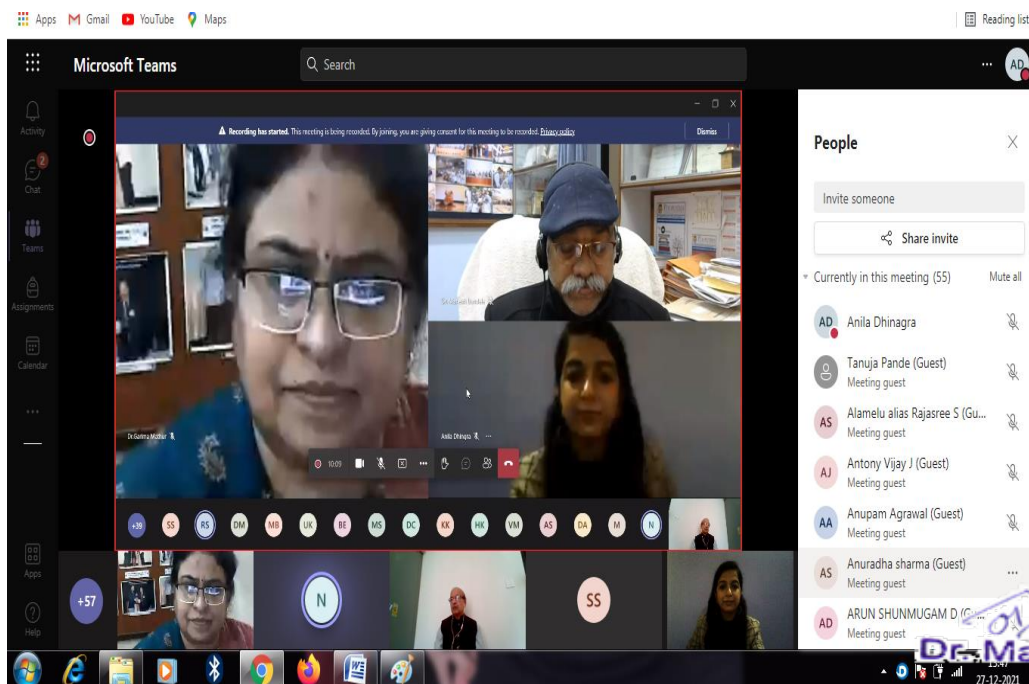 Apps Gmail YouTube Maps Reading list
Microsoft Teams Search AD
Activity
Chat 2
Teams
Assignments
Calendar
Apps
Help
Recording has started. This meeting is being recorded. By joining, you are giving consent for this meeting to be recorded. Privacy policy Dismiss
Dr.Garima Mathur
Anila Dhingra
10:09
+39 SS RS DM MB UK BE MS DC KK HK VM AS DA M N
+57 N SS
People
Invite someone
Share invite
Currently in this meeting (55) Mute all
AD Anila Dhinagra
Tanuja Pande (Guest)
Meeting guest
AS Alamelu alias Rajasree S (Gu...
Meeting guest
AJ Antony Vijay J (Guest)
Meeting guest
AA Anupam Agrawal (Guest)
Meeting guest
AS Anuradha sharma (Guest)
Meeting guest
AD ARUN SHUNMUGAM D
Meeting guest
Dr. Ma
27-12-2021